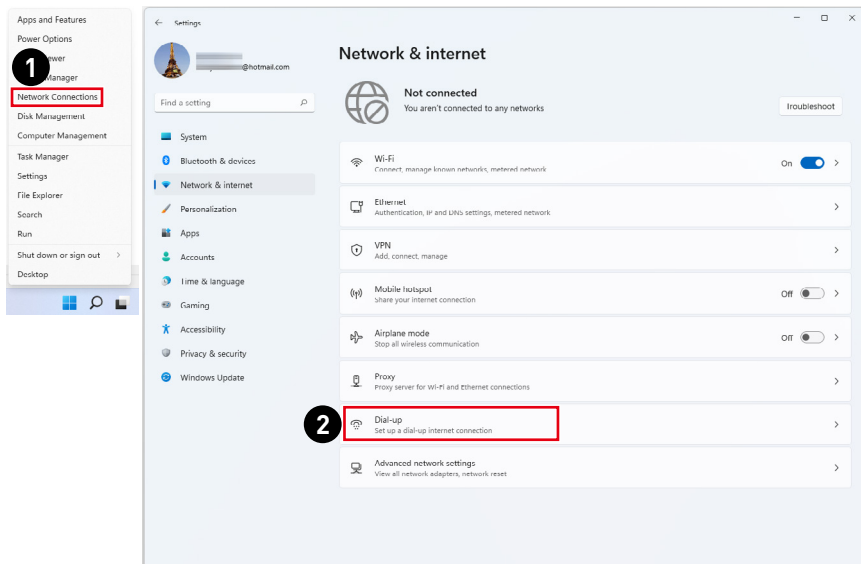 Apps and Features
Power Options
ewer
1
Manager
Network Connections
Disk Management
Computer Management
Task Manager
Settings
File Explorer
Search
Run
Shut down or sign out
Desktop
Settings
@hotmail.com
Find a setting
System
Bluetooth & devices
Network & internet
Personalization
Apps
Accounts
Time & language
Gaming
Accessibility
Privacy & security
Windows Update
Network & internet
Not connected
You aren't connected to any networks
Troubleshoot
Wi-Fi
Connect, manage known networks, metered network
On
Ethernet
Authentication, IP and DNS settings, metered network
VPN
Add, connect, manage
Mobile hotspot
Share your internet connection
Off
Airplane mode
Stop all wireless communication
Off
Proxy
Proxy server for Wi-Fi and Ethernet connections
2
Dial-up
Set up a dial-up internet connection
Advanced network settings
View all network adapters, network reset